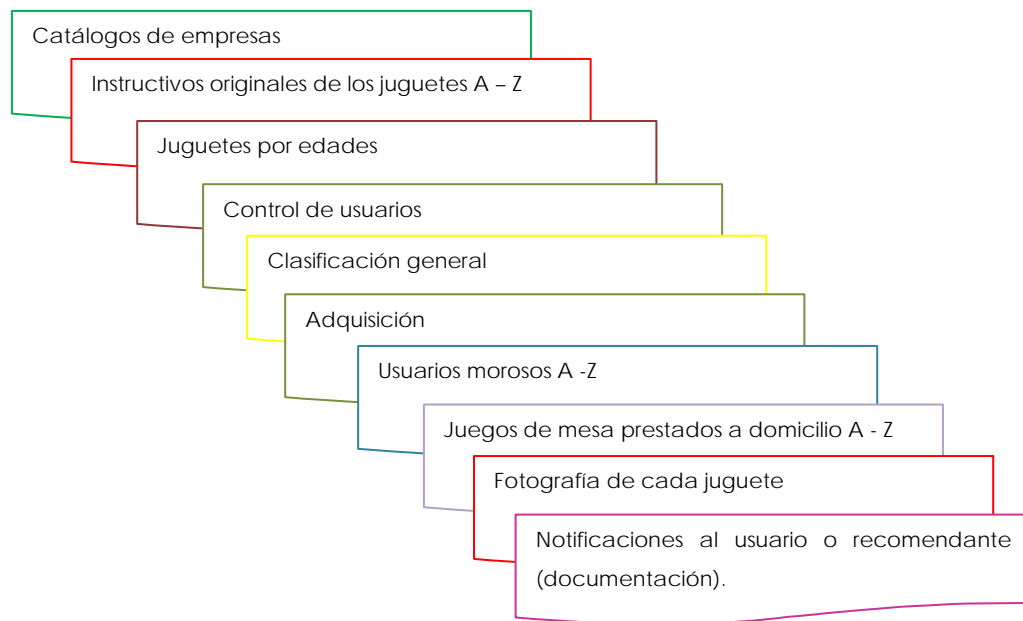 Catálogos de empresas
Instructivos originales de los juguetes A – Z
Juguetes por edades
Control de usuarios
Clasificación general
Adquisición
Usuarios morosos A -Z
Juegos de mesa prestados a domicilio A - Z
Fotografía de cada juguete
Notificaciones al usuario o recomendante
(documentación).